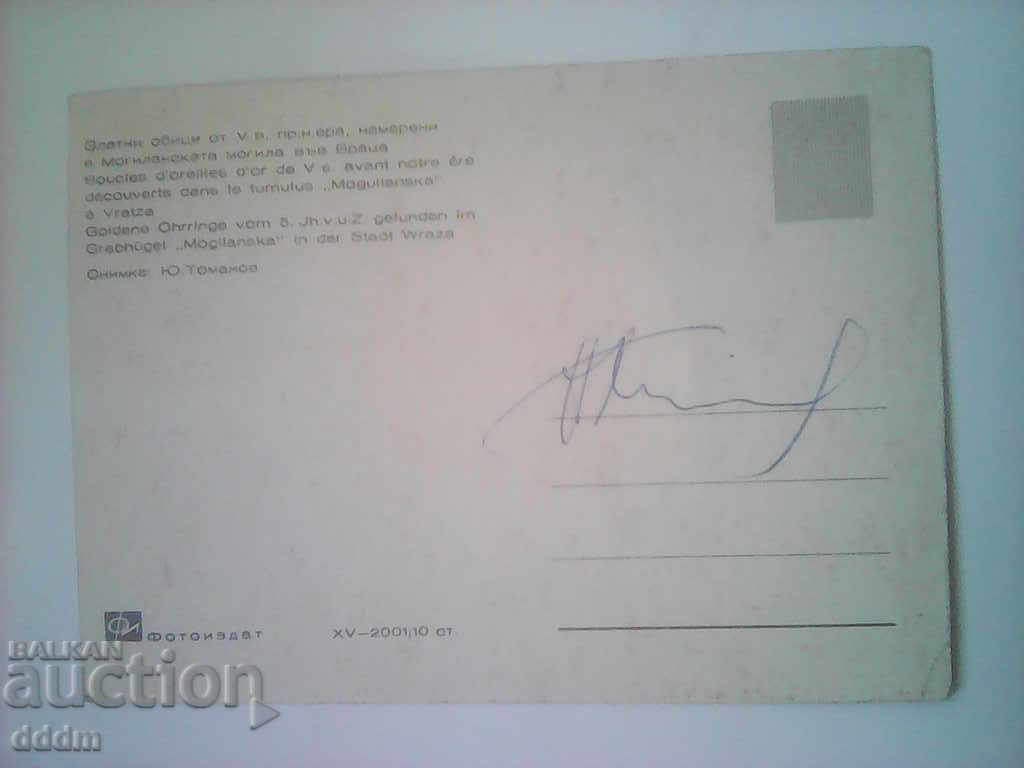 Златни обици от V в. пр.н.ера, намерени
в Могиланската могила във Враца
Boucles d'oreilles d'or de V s. avant notre ère
découverts dans le tumulus „Moguilanska"
à Vratza
Goldene Ohrringe vom 5. Jh.v.u.Z. gefunden im
Grabhügel „Mogilanska" in der Stadt Wraza
Снимка: Ю. Томанов
ФИ ФОТОИЗДАТ XV–2001,10 ст.
BALKAN
auction
dddm